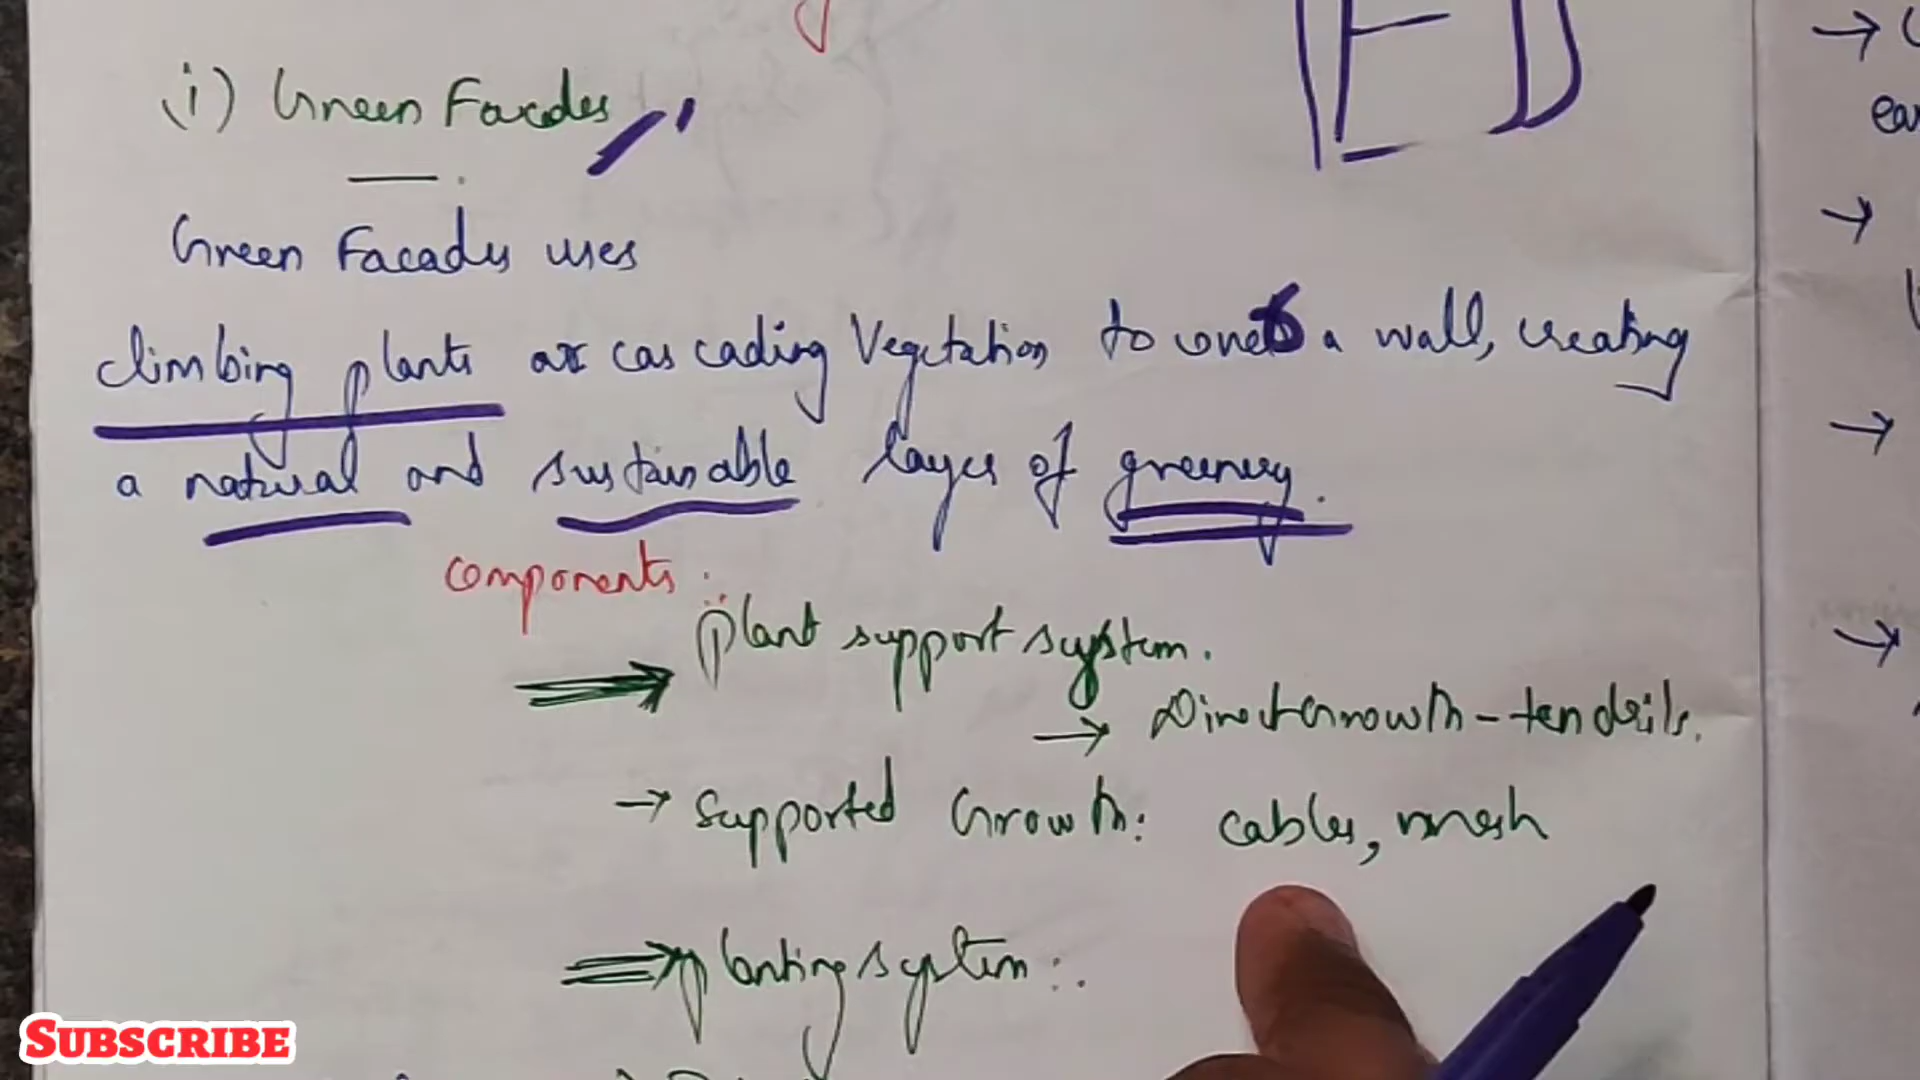 (i) Green Facades
Green Facades uses
climbing plants or cascading Vegetation to cover a wall, creating
a natural and sustainable layer of greenery.
components:
Plant support system.
→ Direct Growth - tendrils.
→ Supported Growth: cables, mesh
planting system:
SUBSCRIBE